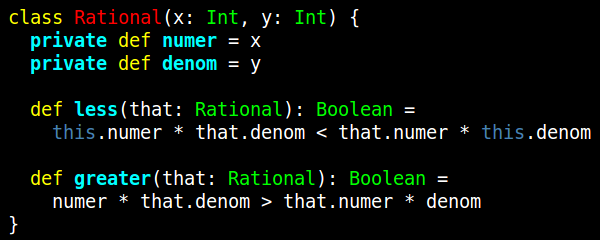 class Rational(x: Int, y: Int) {
  private def numer = x
  private def denom = y

  def less(that: Rational): Boolean =
    this.numer * that.denom < that.numer * this.denom

  def greater(that: Rational): Boolean =
    numer * that.denom > that.numer * denom
}